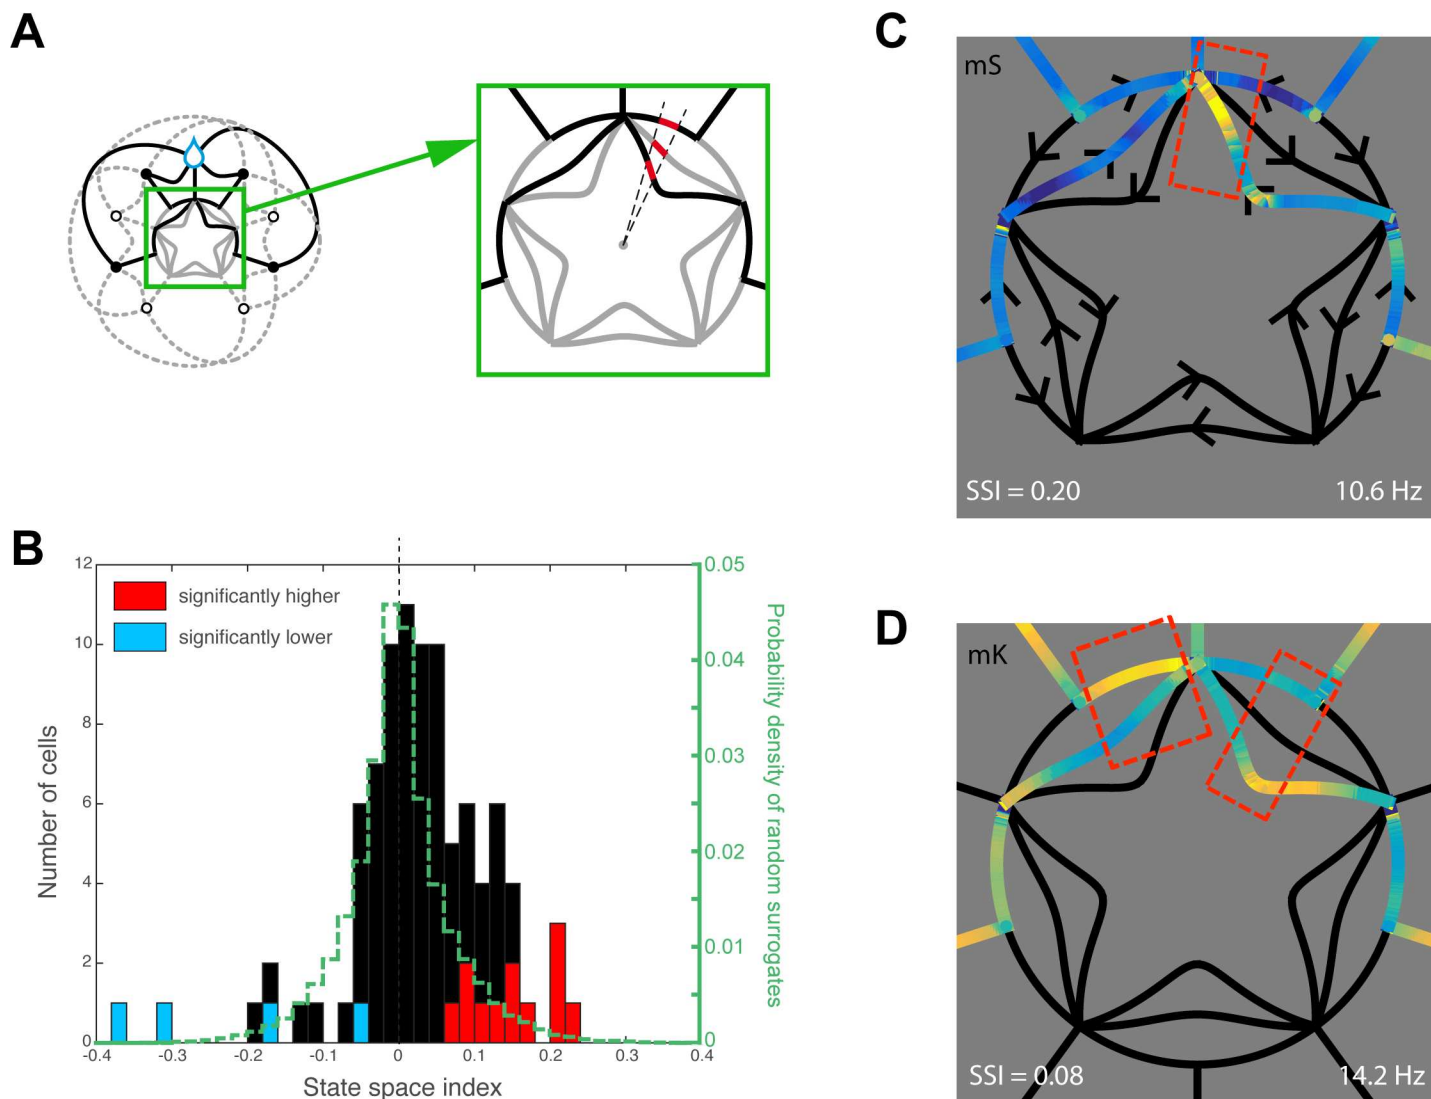 A
B
12
10
8
6
4
2
0
Number of cells
significantly higher
significantly lower
0.05
0.04
0.03
0.02
0.01
0
Probability density of random surrogates
-0.4
-0.3
-0.2
-0.1
0
0.1
0.2
0.3
0.4
State space index
C
mS
SSI = 0.20
10.6 Hz
D
mK
SSI = 0.08
14.2 Hz